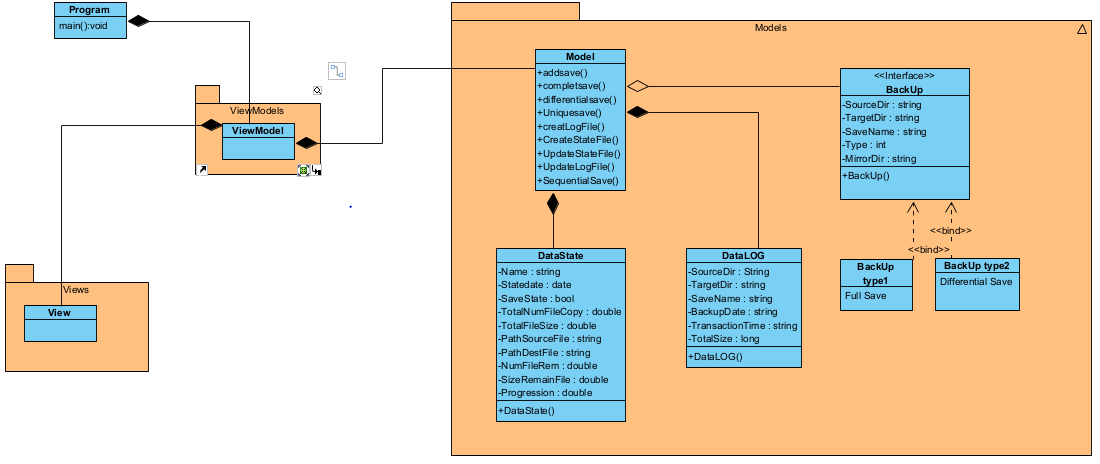 Program
main():void
ViewModels
ViewModel
Views
View
Models
Model
+addsave()
+completsave()
+differentialsave()
+Uniquesave()
+creatLogFile()
+CreateStateFile()
+UpdateStateFile()
+UpdateLogFile()
+SequentialSave()
<<Interface>>
BackUp
-SourceDir : string
-TargetDir : string
-SaveName : string
-Type : int
-MirrorDir : string
+BackUp()
<<bind>>
<<bind>>
DataState
-Name : string
-Statedate : date
-SaveState : bool
-TotalNumFileCopy : double
-TotalFileSize : double
-PathSourceFile : string
-PathDestFile : string
-NumFileRem : double
-SizeRemainFile : double
-Progression : double
+DataState()
DataLOG
-SourceDir : String
-TargetDir : string
-SaveName : string
-BackupDate : string
-TransactionTime : string
-TotalSize : long
+DataLOG()
BackUp
type1
Full Save
BackUp type2
Differential Save